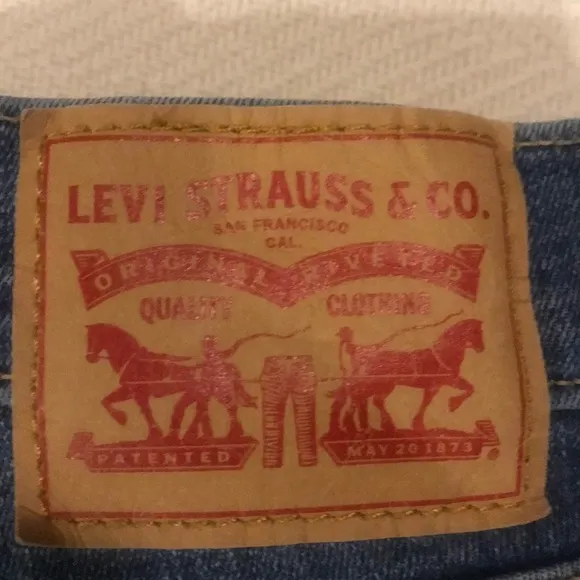 LEVI STRAUSS & CO.
SAN FRANCISCO
CAL.
ORIGINAL RIVETED
QUALITY CLOTHING
PATENTED MAY 20 1873
®